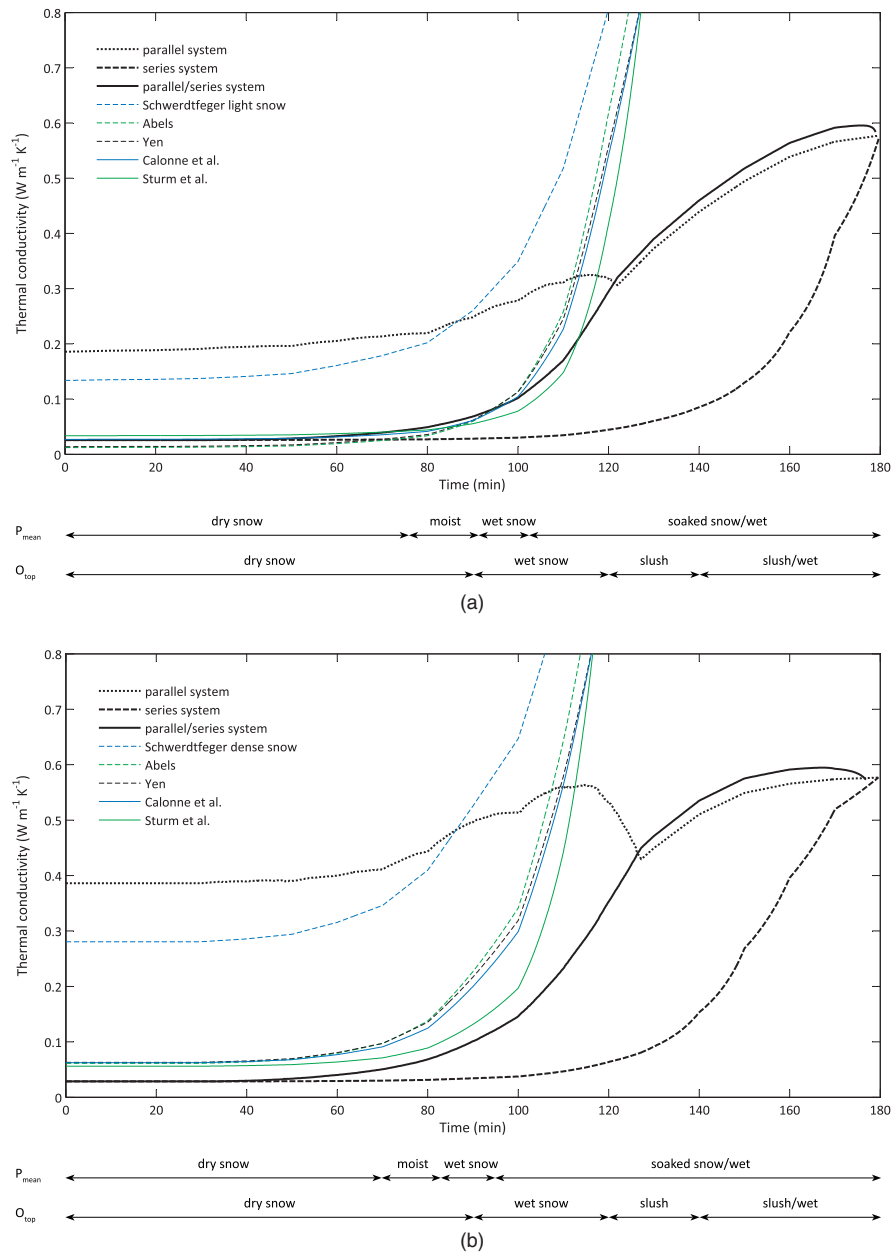 0.8
0.7
0.6
0.5
0.4
0.3
0.2
0.1
0
Thermal conductivity (W m⁻¹ K⁻¹)
parallel system
series system
parallel/series system
Schwerdtfeger light snow
Abels
Yen
Calonne et al.
Sturm et al.
0 20 40 60 80 100 120 140 160 180
Time (min)
P_mean dry snow moist wet snow soaked snow/wet
O_top dry snow wet snow slush slush/wet
(a)
0.8
0.7
0.6
0.5
0.4
0.3
0.2
0.1
0
Thermal conductivity (W m⁻¹ K⁻¹)
parallel system
series system
parallel/series system
Schwerdtfeger dense snow
Abels
Yen
Calonne et al.
Sturm et al.
0 20 40 60 80 100 120 140 160 180
Time (min)
P_mean dry snow moist wet snow soaked snow/wet
O_top dry snow wet snow slush slush/wet
(b)